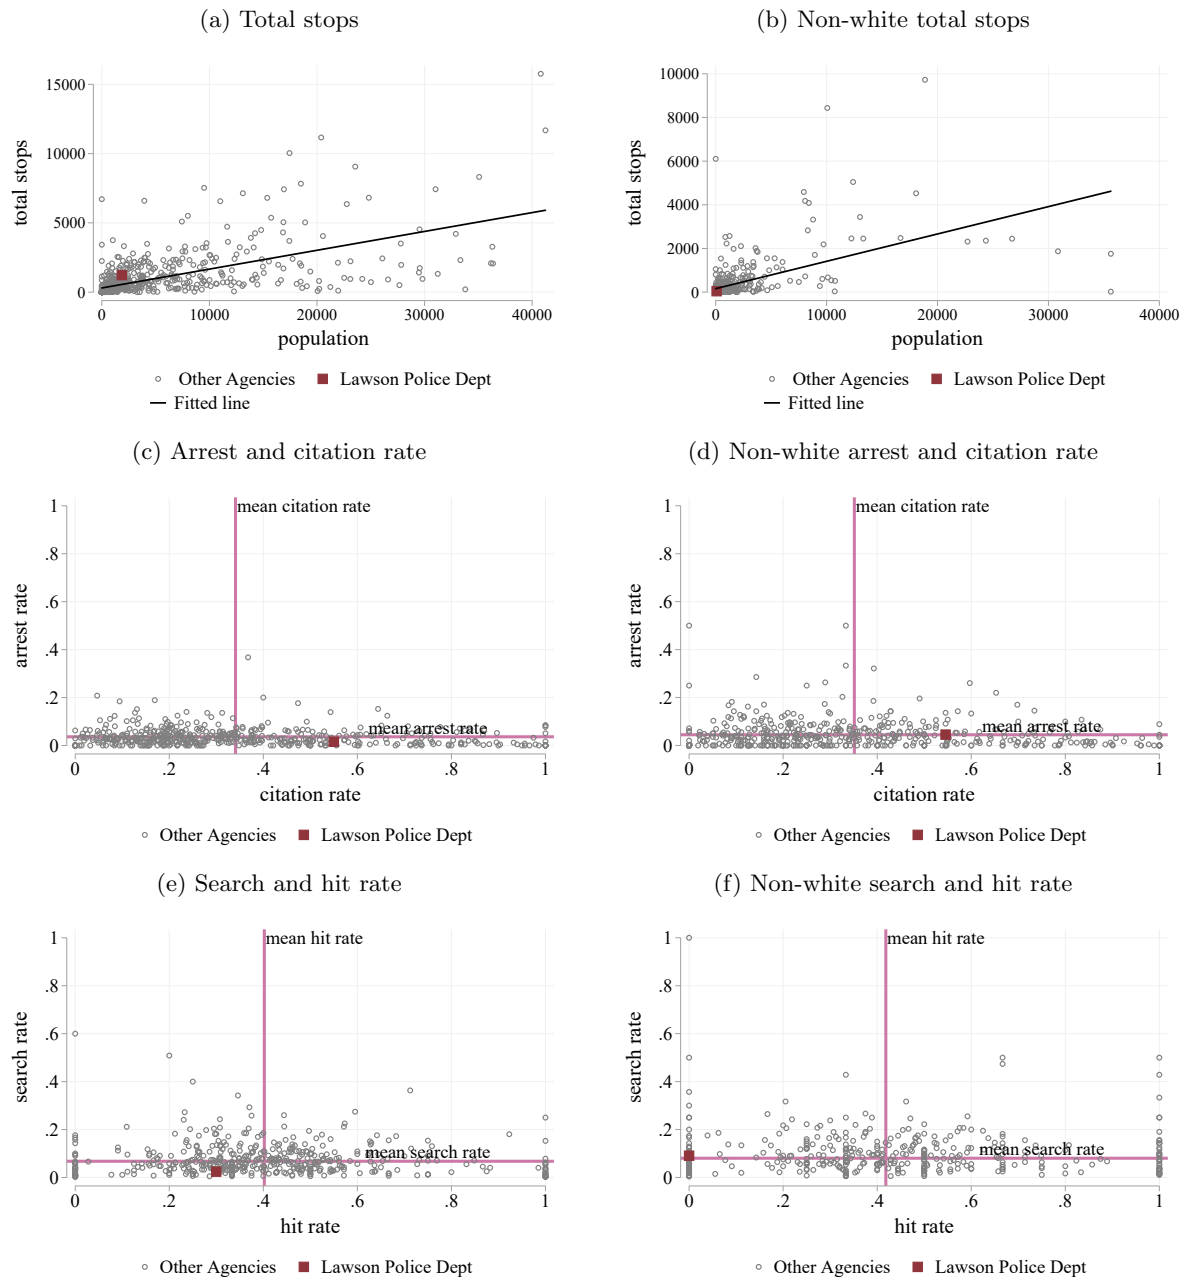 (a) Total stops
(b) Non-white total stops
total stops
15000
10000
5000
0
0
10000
20000
30000
40000
population
Other Agencies
Lawson Police Dept
Fitted line
total stops
10000
8000
6000
4000
2000
0
0
10000
20000
30000
40000
population
Other Agencies
Lawson Police Dept
Fitted line
(c) Arrest and citation rate
(d) Non-white arrest and citation rate
arrest rate
1
.8
.6
.4
.2
0
mean citation rate
mean arrest rate
0
.2
.4
.6
.8
1
citation rate
Other Agencies
Lawson Police Dept
arrest rate
1
.8
.6
.4
.2
0
mean citation rate
mean arrest rate
0
.2
.4
.6
.8
1
citation rate
Other Agencies
Lawson Police Dept
(e) Search and hit rate
(f) Non-white search and hit rate
search rate
1
.8
.6
.4
.2
0
mean hit rate
mean search rate
0
.2
.4
.6
.8
1
hit rate
Other Agencies
Lawson Police Dept
search rate
1
.8
.6
.4
.2
0
mean hit rate
mean search rate
0
.2
.4
.6
.8
1
hit rate
Other Agencies
Lawson Police Dept